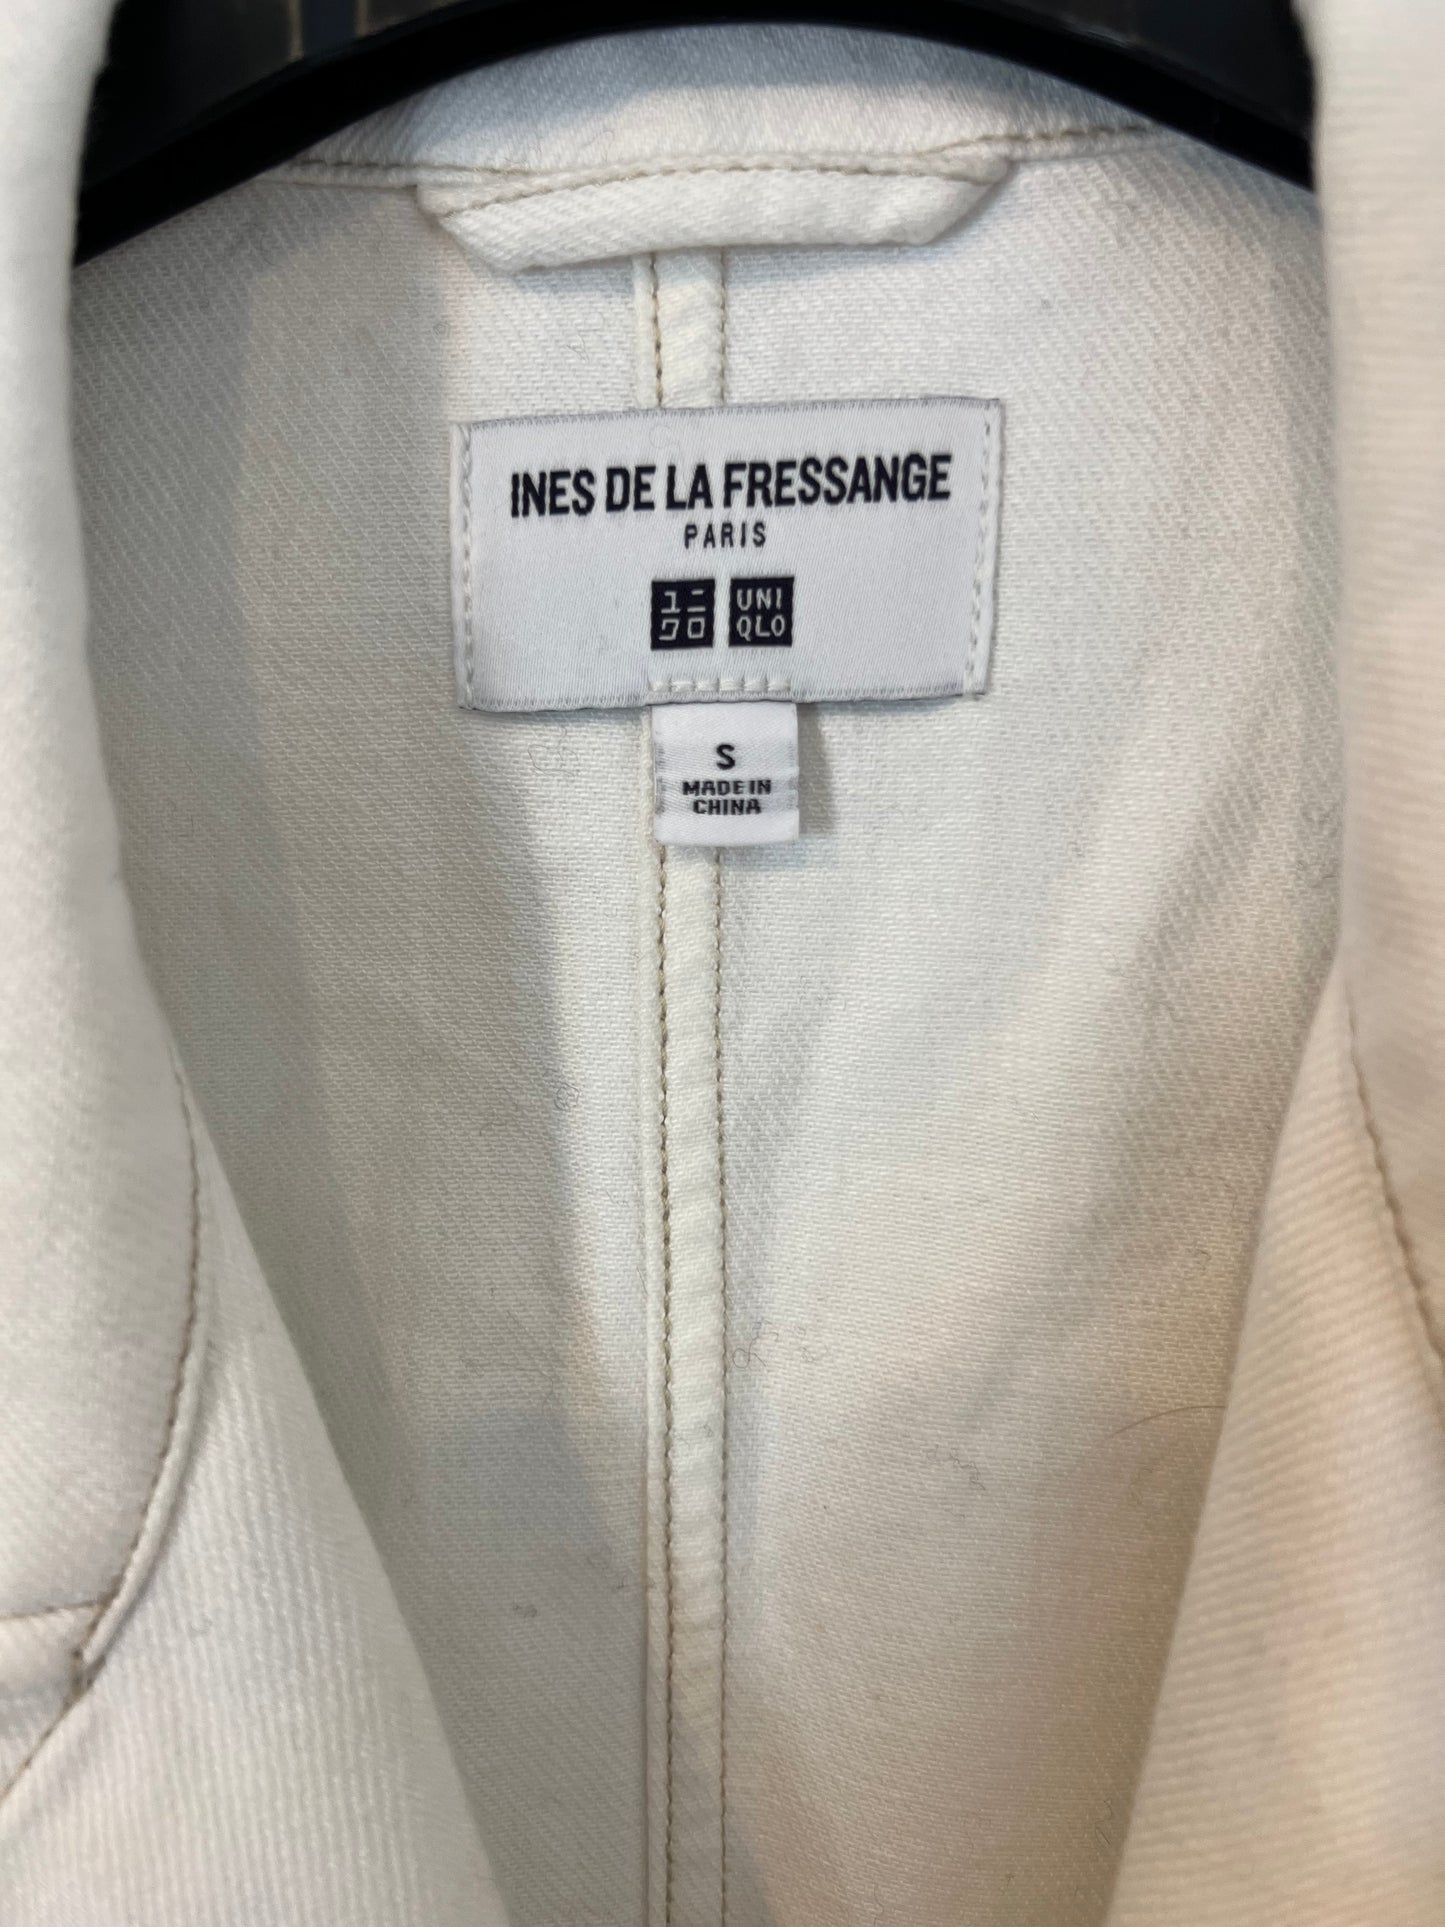 INES DE LA FRESSANGE
PARIS
ユニ UNI
クロ QLO
S
MADE IN
CHINA